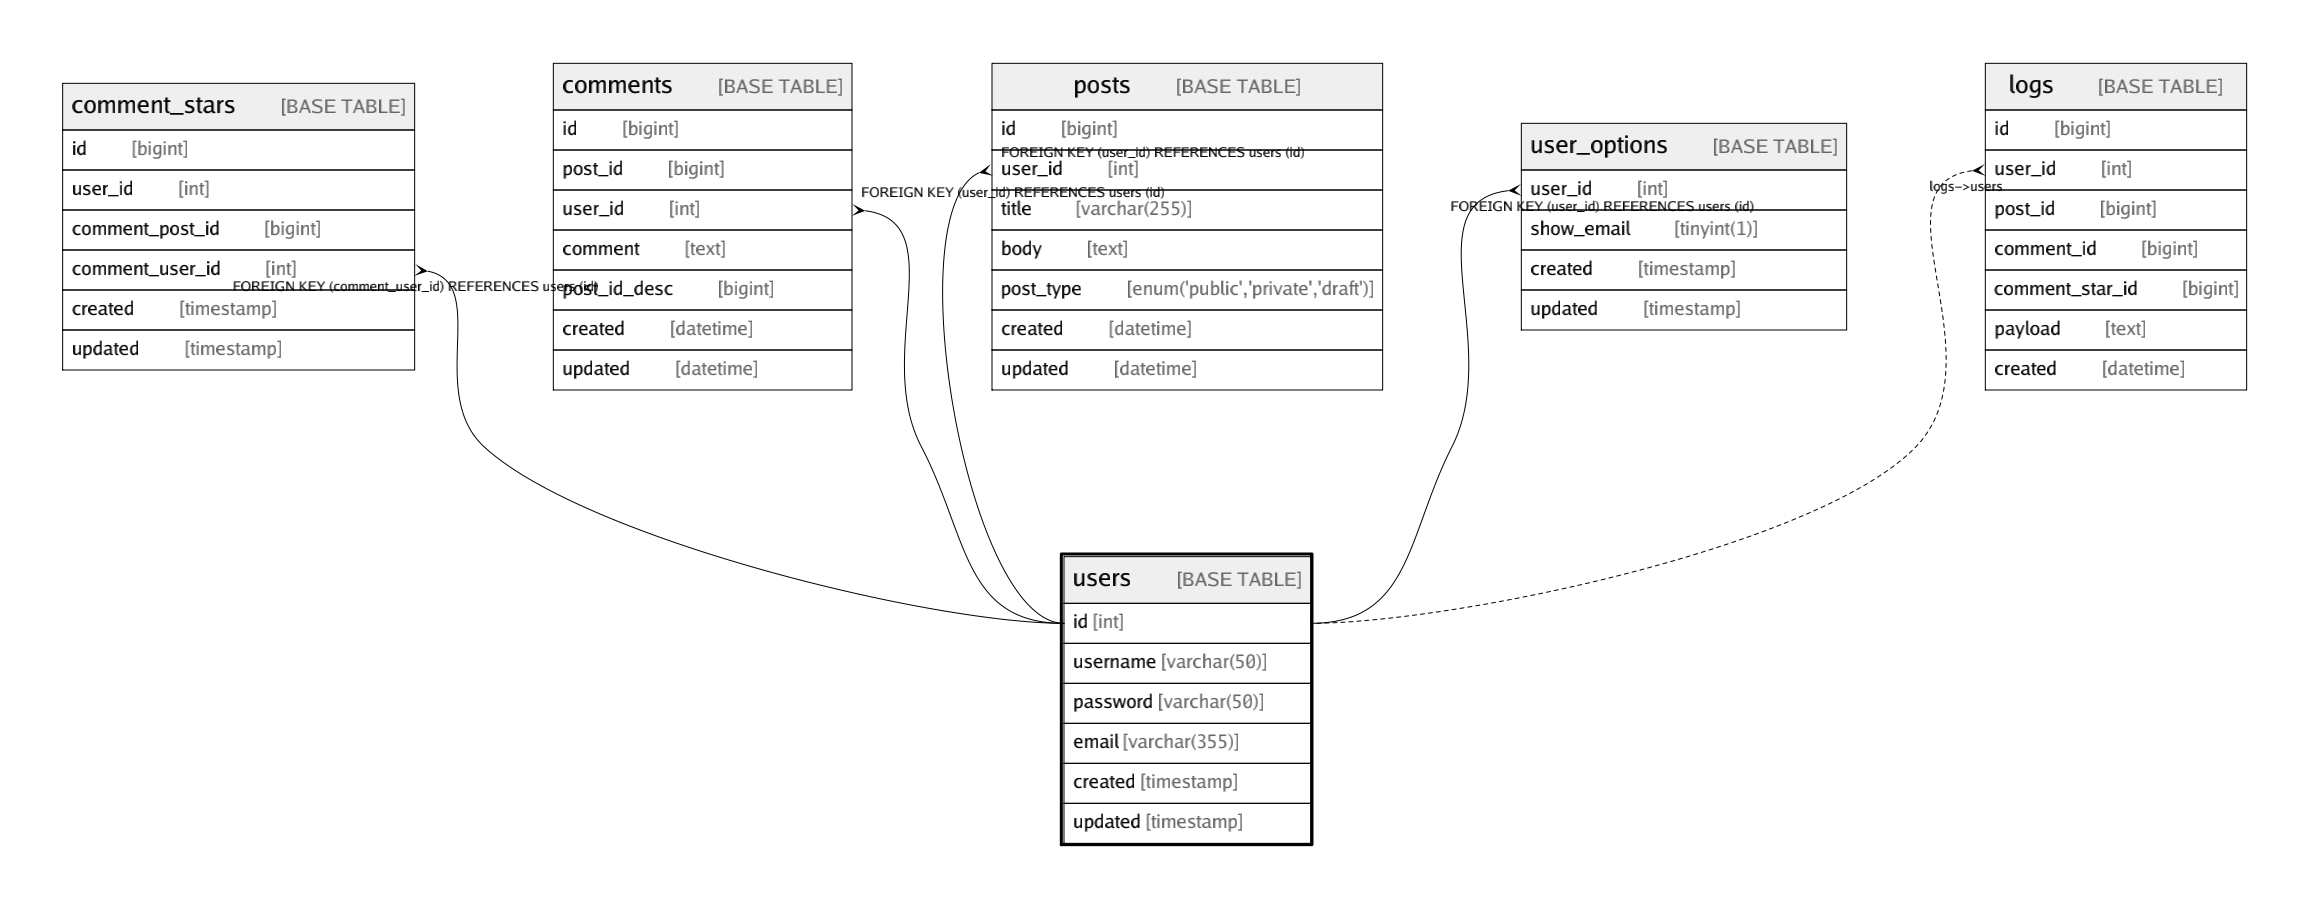 comment_stars [BASE TABLE]
id [bigint]
user_id [int]
comment_post_id [bigint]
comment_user_id [int]
created [timestamp]
updated [timestamp]
FOREIGN KEY (comment_user_id) REFERENCES users (id)
comments [BASE TABLE]
id [bigint]
post_id [bigint]
user_id [int]
comment [text]
post_id_desc [bigint]
created [datetime]
updated [datetime]
FOREIGN KEY (user_id) REFERENCES users (id)
posts [BASE TABLE]
id [bigint]
FOREIGN KEY (user_id) REFERENCES users (id)
user_id [int]
title [varchar(255)]
body [text]
post_type [enum('public','private','draft')]
created [datetime]
updated [datetime]
user_options [BASE TABLE]
user_id [int]
FOREIGN KEY (user_id) REFERENCES users (id)
show_email [tinyint(1)]
created [timestamp]
updated [timestamp]
logs [BASE TABLE]
id [bigint]
user_id [int]
logs->users
post_id [bigint]
comment_id [bigint]
comment_star_id [bigint]
payload [text]
created [datetime]
users [BASE TABLE]
id [int]
username [varchar(50)]
password [varchar(50)]
email [varchar(355)]
created [timestamp]
updated [timestamp]